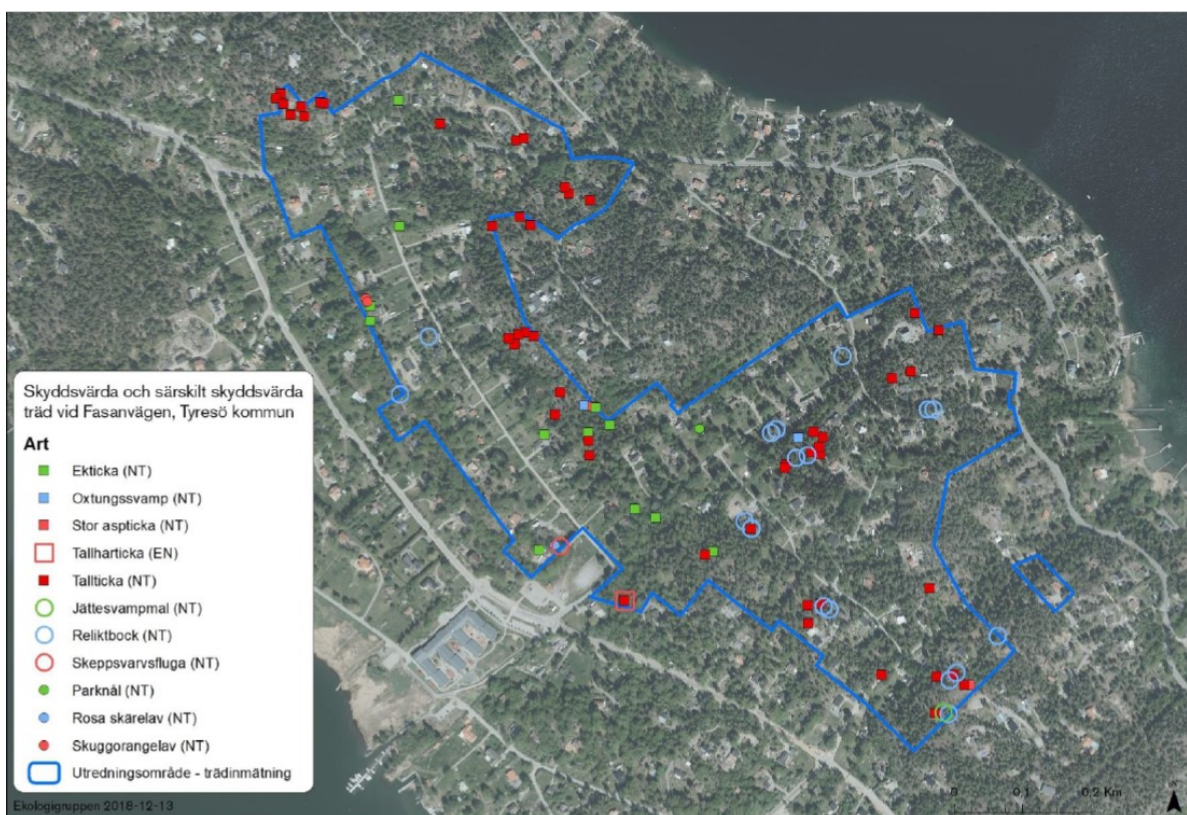 Skyddsvärda och särskilt skyddsvärda
träd vid Fasanvägen, Tyresö kommun
Art
Ekticka (NT)
Oxtungssvamp (NT)
Stor aspticka (NT)
Tallharticka (EN)
Tallticka (NT)
Jättesvampmal (NT)
Reliktbock (NT)
Skeppsvarvsfluga (NT)
Parknål (NT)
Rosa skärelav (NT)
Skuggorangelav (NT)
Utredningsområde - trädinmätning
Ekologigruppen 2018-12-13
0 0,1 0,2 Km